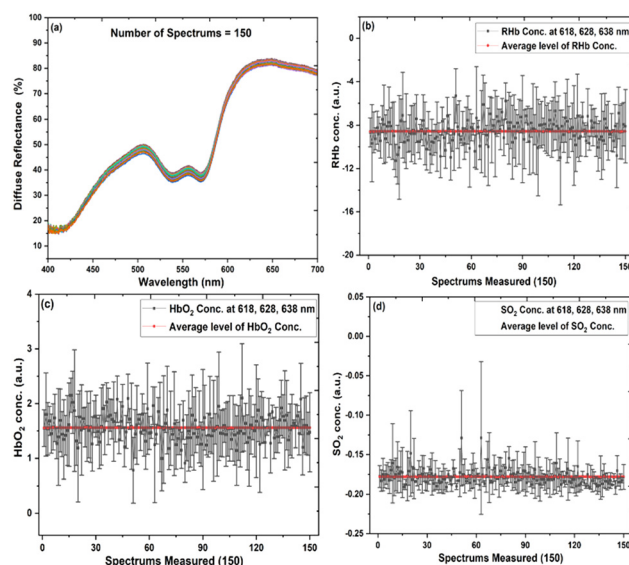 (a)
Number of Spectrums = 150
Diffuse Reflectance (%)
90
80
70
60
50
40
30
20
10
400 450 500 550 600 650 700
Wavelength (nm)
(b)
RHb Conc. at 618, 628, 638 nm
Average level of RHb Conc.
RHb conc. (a.u.)
0
-4
-8
-12
-16
-20
0 30 60 90 120 150
Spectrums Measured (150)
(c)
HbO₂ Conc. at 618, 628, 638 nm
Average level of HbO₂ Conc.
HbO₂ conc. (a.u.)
4
3
2
1
0
0 30 60 90 120 150
Spectrums Measured (150)
(d)
SO₂ Conc. at 618, 628, 638 nm
Average level of SO₂ Conc.
SO₂ conc. (a.u.)
0.00
-0.05
-0.10
-0.15
-0.20
-0.25
0 30 60 90 120 150
Spectrums Measured (150)